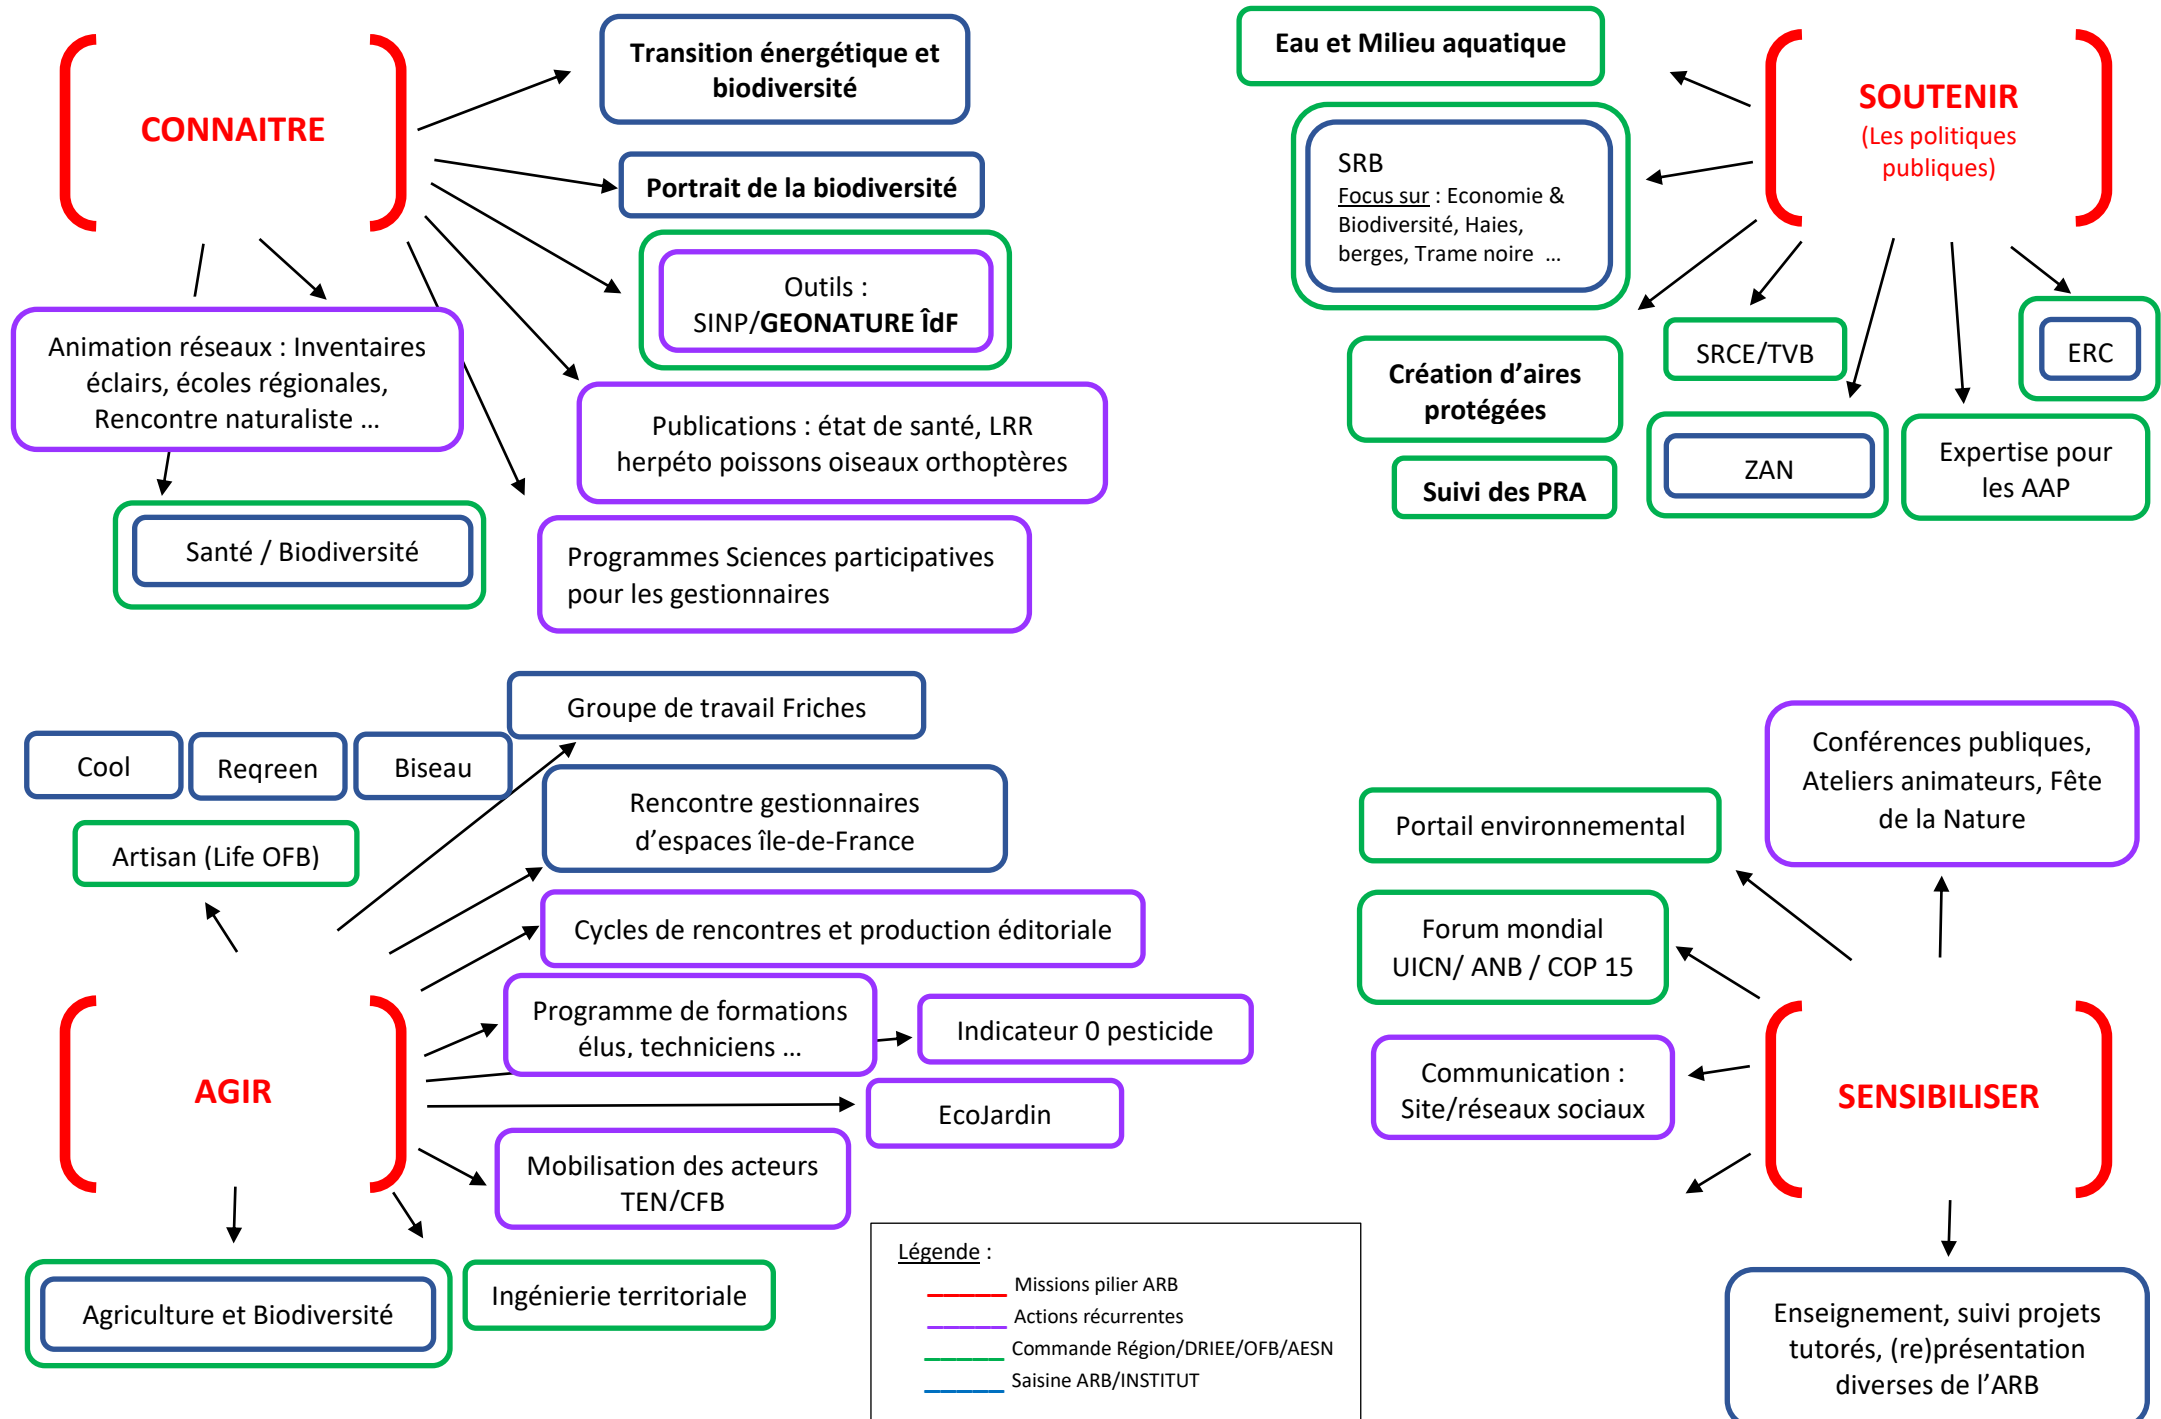 CONNAITRE
Transition énergétique et
biodiversité
Portrait de la biodiversité
Outils :
SINP/GEONATURE ÎdF
Animation réseaux : Inventaires
éclairs, écoles régionales,
Rencontre naturaliste ...
Publications : état de santé, LRR
herpéto poissons oiseaux orthoptères
Santé / Biodiversité
Programmes Sciences participatives
pour les gestionnaires
SOUTENIR
(Les politiques
publiques)
Eau et Milieu aquatique
SRB
Focus sur : Economie &
Biodiversité, Haies,
berges, Trame noire ...
Création d’aires
protégées
SRCE/TVB
ERC
Suivi des PRA
ZAN
Expertise pour
les AAP
Groupe de travail Friches
Cool
Reqreen
Biseau
Artisan (Life OFB)
Rencontre gestionnaires
d’espaces île-de-France
Cycles de rencontres et production éditoriale
Programme de formations
élus, techniciens ...
Indicateur 0 pesticide
AGIR
EcoJardin
Mobilisation des acteurs
TEN/CFB
Agriculture et Biodiversité
Ingénierie territoriale
Conférences publiques,
Ateliers animateurs, Fête
de la Nature
Portail environnemental
Forum mondial
UICN/ ANB / COP 15
Communication :
Site/réseaux sociaux
SENSIBILISER
Enseignement, suivi projets
tutorés, (re)présentation
diverses de l’ARB
Légende :
Missions pilier ARB
Actions récurrentes
Commande Région/DRIEE/OFB/AESN
Saisine ARB/INSTITUT